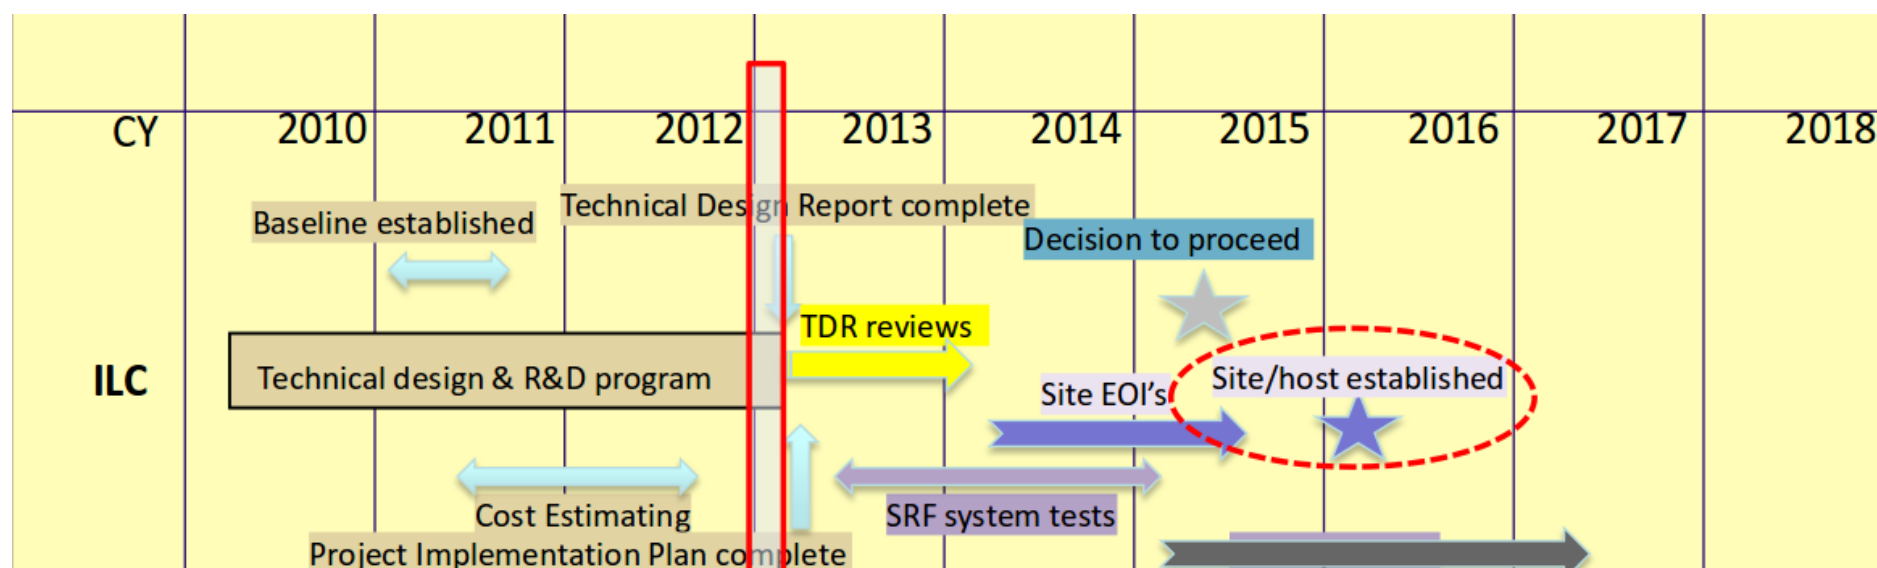 CY 2010 2011 2012 2013 2014 2015 2016 2017 2018
Technical Design Report complete
Baseline established
Decision to proceed
TDR reviews
ILC
Technical design & R&D program
Site EOI's
Site/host established
Cost Estimating
SRF system tests
Project Implementation Plan complete